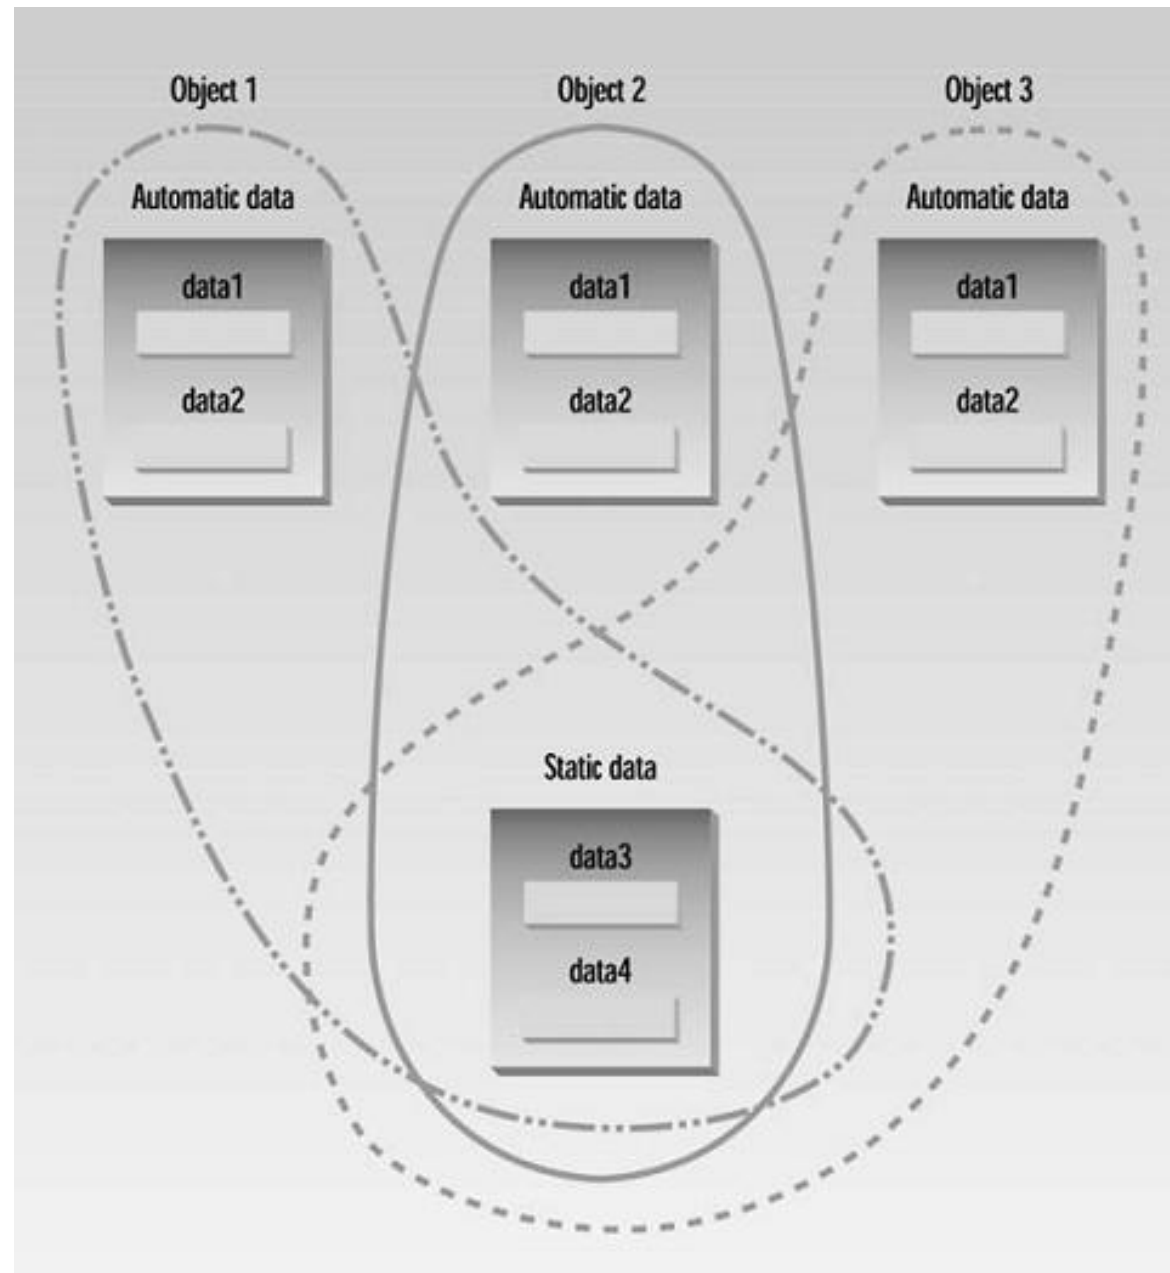 Object 1
Object 2
Object 3
Automatic data
Automatic data
Automatic data
data1
data1
data1
data2
data2
data2
Static data
data3
data4